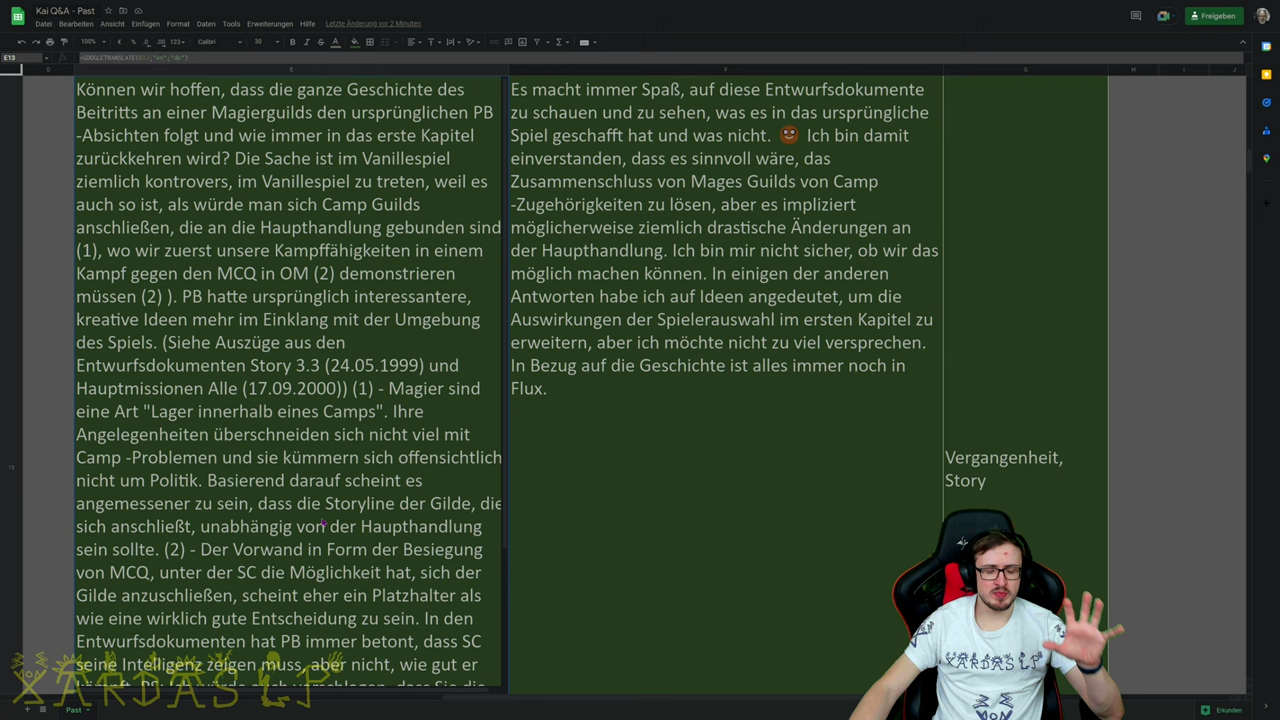 Kai Q&A - Past
Datei Bearbeiten Ansicht Einfügen Format Daten Tools Erweiterungen Hilfe Letzte Änderung vor 2 Minuten
Freigeben
100% € % .0 .00 123 Calibri 30
E13 =GOOGLETRANSLATE(
D E F G H I J
Können wir hoffen, dass die ganze Geschichte des
Beitritts an einer Magierguilds den ursprünglichen PB
-Absichten folgt und wie immer in das erste Kapitel
zurückkehren wird? Die Sache ist im Vanillespiel
ziemlich kontrovers, im Vanillespiel zu treten, weil es
auch so ist, als würde man sich Camp Guilds
anschließen, die an die Haupthandlung gebunden sind
(1), wo wir zuerst unsere Kampffähigkeiten in einem
Kampf gegen den MCQ in OM (2) demonstrieren
müssen (2) ). PB hatte ursprünglich interessantere,
kreative Ideen mehr im Einklang mit der Umgebung
des Spiels. (Siehe Auszüge aus den
Entwurfsdokumenten Story 3.3 (24.05.1999) und
Hauptmissionen Alle (17.09.2000)) (1) - Magier sind
eine Art "Lager innerhalb eines Camps". Ihre
Angelegenheiten überschneiden sich nicht viel mit
Camp -Problemen und sie kümmern sich offensichtlich
nicht um Politik. Basierend darauf scheint es
angemessener zu sein, dass die Storyline der Gilde, die
sich anschließt, unabhängig von der Haupthandlung
sein sollte. (2) - Der Vorwand in Form der Besiegung
von MCQ, unter der SC die Möglichkeit hat, sich der
Gilde anzuschließen, scheint eher ein Platzhalter als
wie eine wirklich gute Entscheidung zu sein. In den
Entwurfsdokumenten hat PB immer betont, dass SC
seine Intelligenz zeigen muss, aber nicht, wie gut er
Es macht immer Spaß, auf diese Entwurfsdokumente
zu schauen und zu sehen, was es in das ursprüngliche
Spiel geschafft hat und was nicht. Ich bin damit
einverstanden, dass es sinnvoll wäre, das
Zusammenschluss von Mages Guilds von Camp
-Zugehörigkeiten zu lösen, aber es impliziert
möglicherweise ziemlich drastische Änderungen an
der Haupthandlung. Ich bin mir nicht sicher, ob wir das
möglich machen können. In einigen der anderen
Antworten habe ich auf Ideen angedeutet, um die
Auswirkungen der Spielerauswahl im ersten Kapitel zu
erweitern, aber ich möchte nicht zu viel versprechen.
In Bezug auf die Geschichte ist alles immer noch in
Flux.
13
Vergangenheit,
Story
XARDAS LP
XARDAS LP
Past
Erkunden